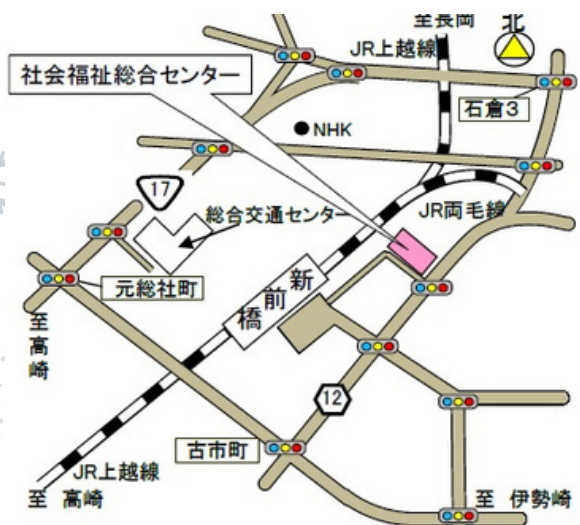 至長岡
北
JR上越線
社会福祉総合センター
石倉3
NHK
17
総合交通センター
JR両毛線
元総社町
新前橋
至高崎
12
古市町
JR上越線
至 高崎
至 伊勢崎